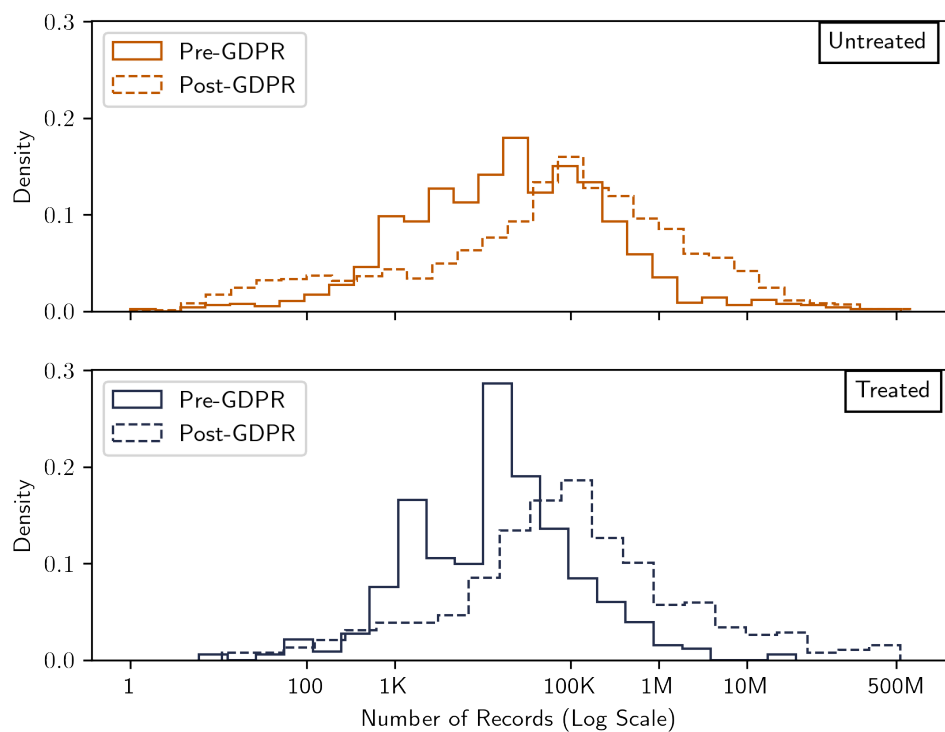 0.3
Untreated
Pre-GDPR
Post-GDPR
0.2
Density
0.1
0.0
0.3
Treated
Pre-GDPR
Post-GDPR
0.2
Density
0.1
0.0
1 100 1K 100K 1M 10M 500M
Number of Records (Log Scale)